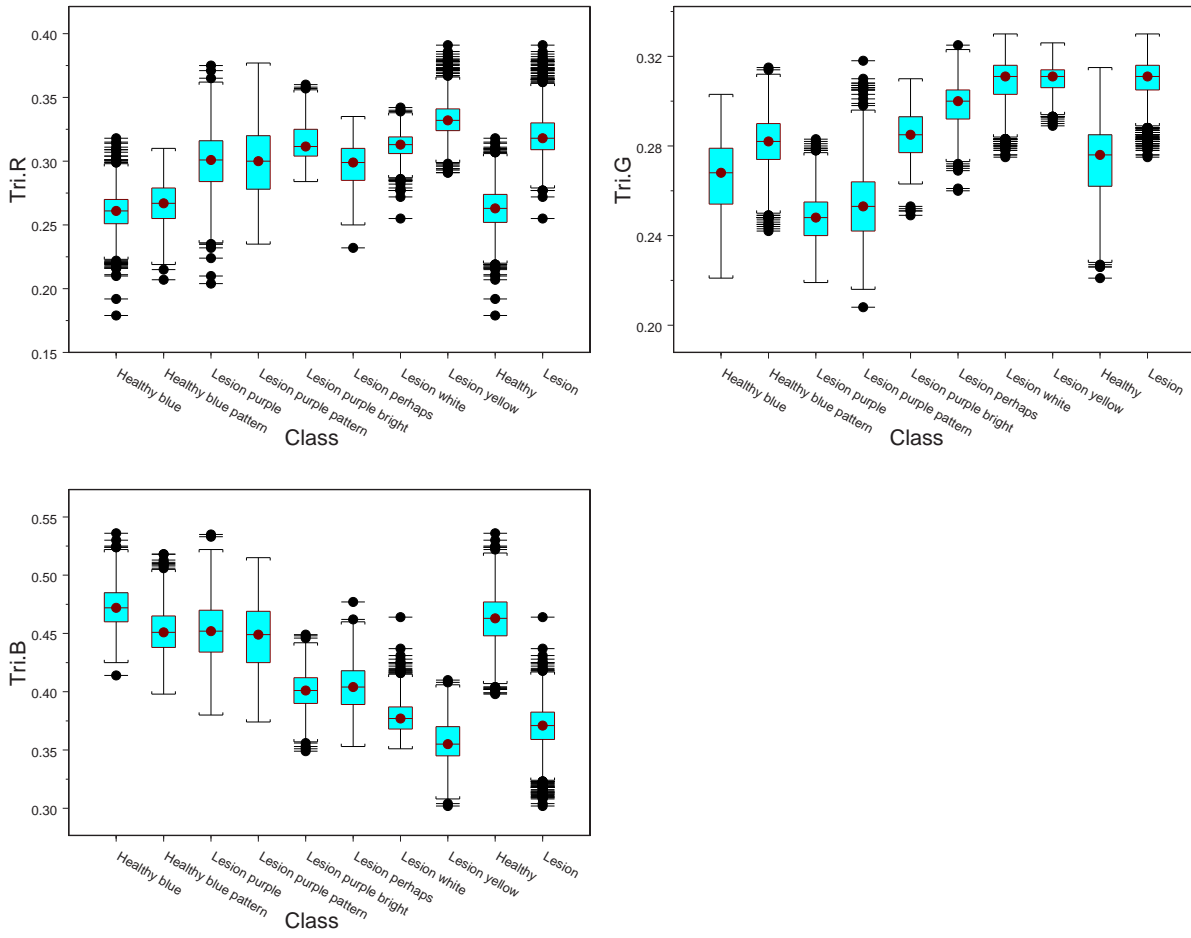 0.40
0.35
0.30
0.25
0.20
0.15
Tri.R
Healthy blue
Healthy blue pattern
Lesion purple
Lesion purple pattern
Lesion purple bright
Lesion perhaps
Lesion white
Lesion yellow
Healthy
Lesion
Class
0.32
0.28
0.24
0.20
Tri.G
Healthy blue
Healthy blue pattern
Lesion purple
Lesion purple pattern
Lesion purple bright
Lesion perhaps
Lesion white
Lesion yellow
Healthy
Lesion
Class
0.55
0.50
0.45
0.40
0.35
0.30
Tri.B
Healthy blue
Healthy blue pattern
Lesion purple
Lesion purple pattern
Lesion purple bright
Lesion perhaps
Lesion white
Lesion yellow
Healthy
Lesion
Class